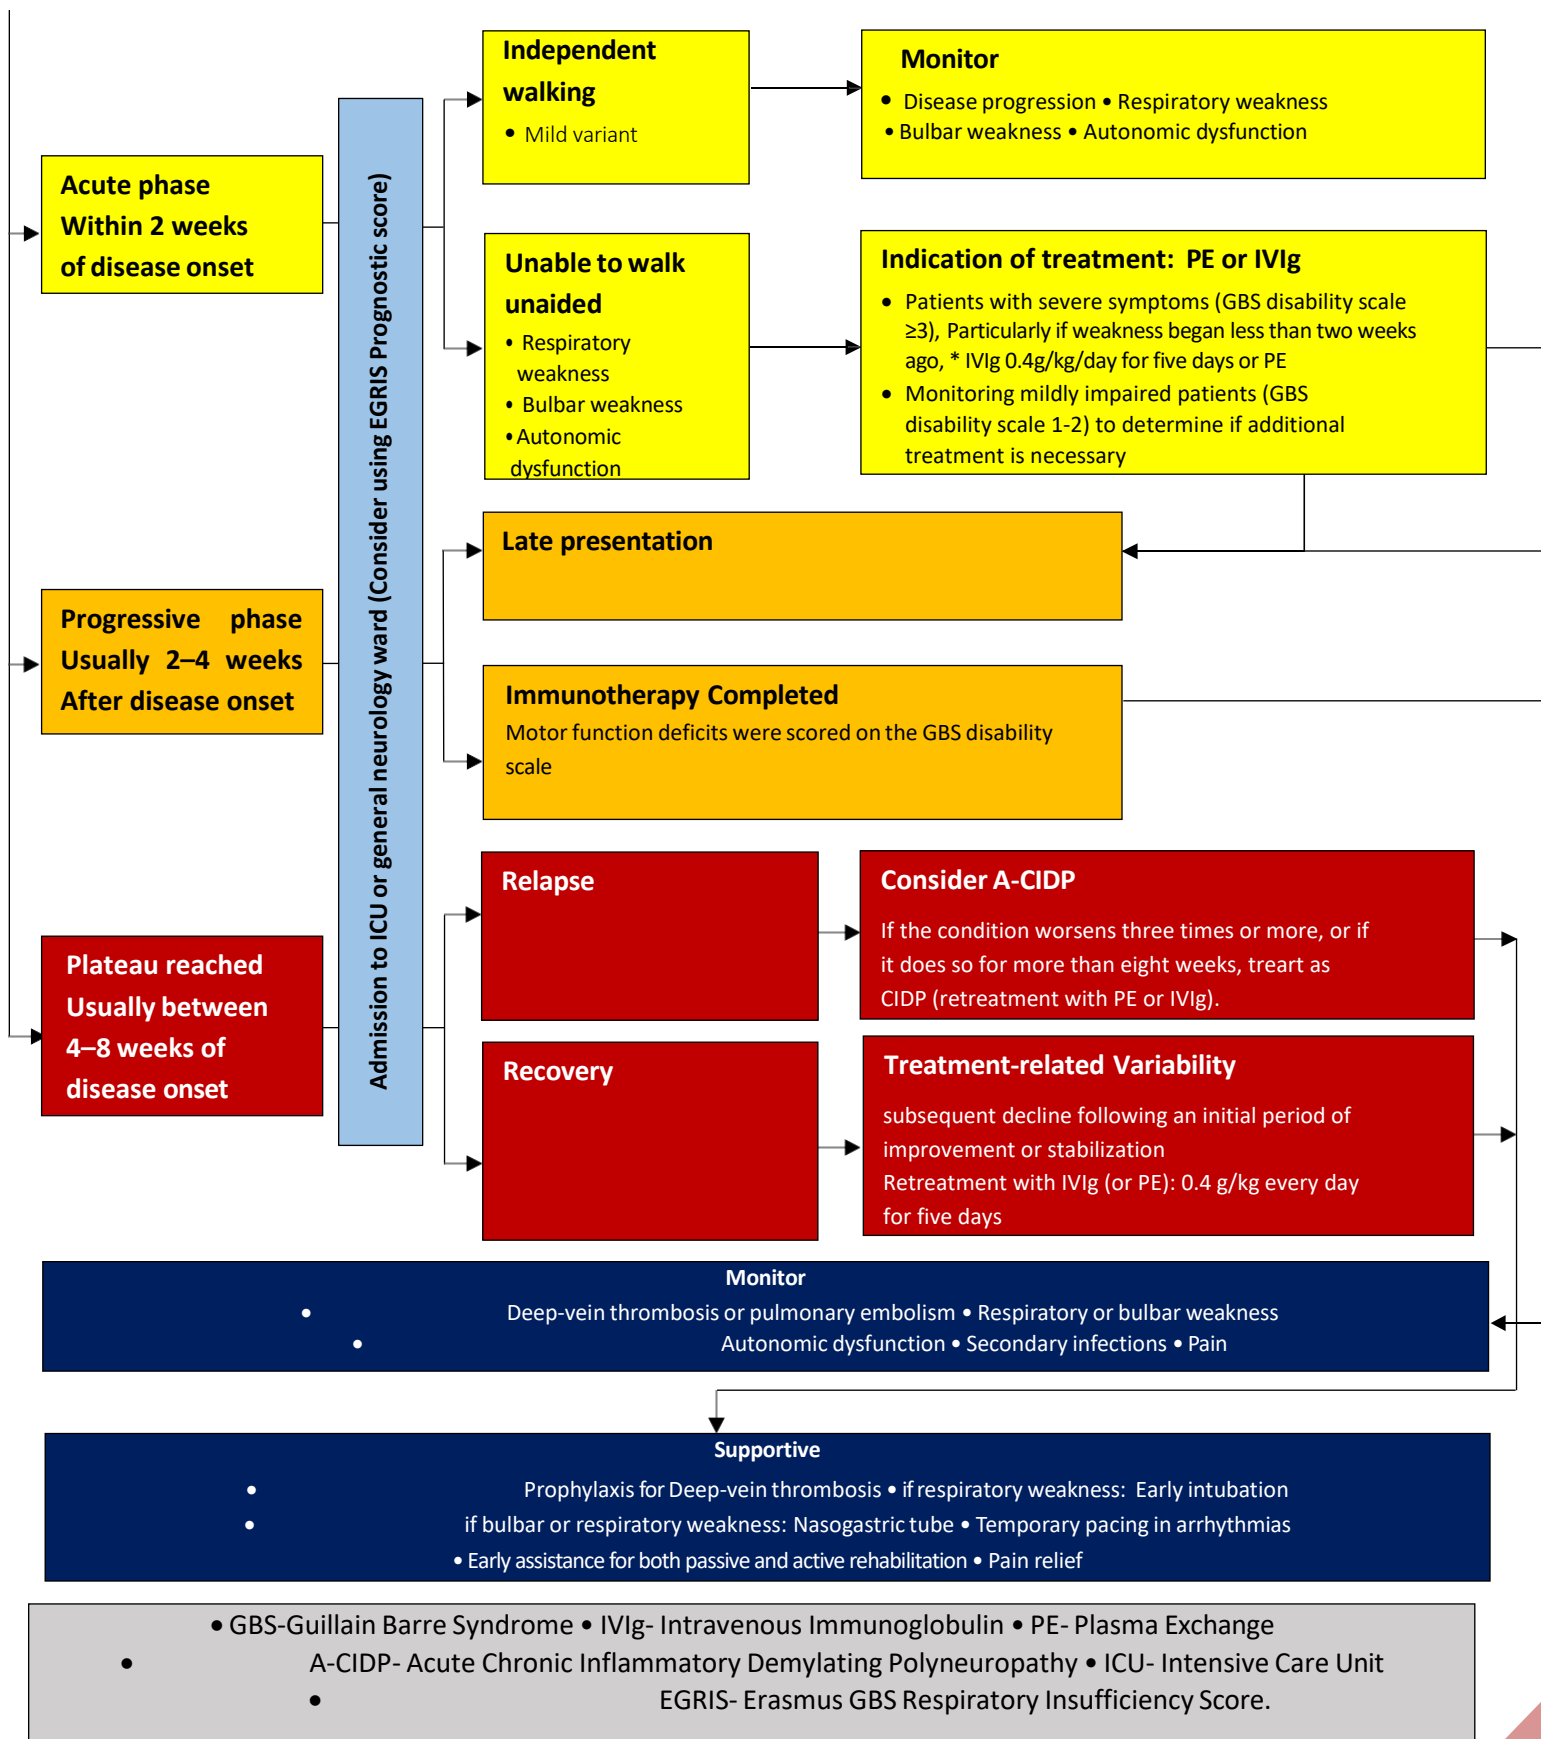 Independent
walking
• Mild variant
Monitor
• Disease progression • Respiratory weakness
• Bulbar weakness • Autonomic dysfunction
Acute phase
Within 2 weeks
of disease onset
Unable to walk
unaided
• Respiratory
weakness
• Bulbar weakness
• Autonomic
dysfunction
Indication of treatment: PE or IVIg
• Patients with severe symptoms (GBS disability scale
≥3), Particularly if weakness began less than two weeks
ago, * IVIg 0.4g/kg/day for five days or PE
• Monitoring mildly impaired patients (GBS
disability scale 1-2) to determine if additional
treatment is necessary
Admission to ICU or general neurology ward (Consider using EGRIS Prognostic score)
Late presentation
Progressive phase
Usually 2–4 weeks
After disease onset
Immunotherapy Completed
Motor function deficits were scored on the GBS disability
scale
Relapse
Consider A-CIDP
If the condition worsens three times or more, or if
it does so for more than eight weeks, treart as
CIDP (retreatment with PE or IVIg).
Plateau reached
Usually between
4–8 weeks of
disease onset
Recovery
Treatment-related Variability
subsequent decline following an initial period of
improvement or stabilization
Retreatment with IVIg (or PE): 0.4 g/kg every day
for five days
Monitor
• Deep-vein thrombosis or pulmonary embolism • Respiratory or bulbar weakness
• Autonomic dysfunction • Secondary infections • Pain
Supportive
• Prophylaxis for Deep-vein thrombosis • if respiratory weakness: Early intubation
• if bulbar or respiratory weakness: Nasogastric tube • Temporary pacing in arrhythmias
• Early assistance for both passive and active rehabilitation • Pain relief
• GBS-Guillain Barre Syndrome • IVIg- Intravenous Immunoglobulin • PE- Plasma Exchange
• A-CIDP- Acute Chronic Inflammatory Demylating Polyneuropathy • ICU- Intensive Care Unit
• EGRIS- Erasmus GBS Respiratory Insufficiency Score.